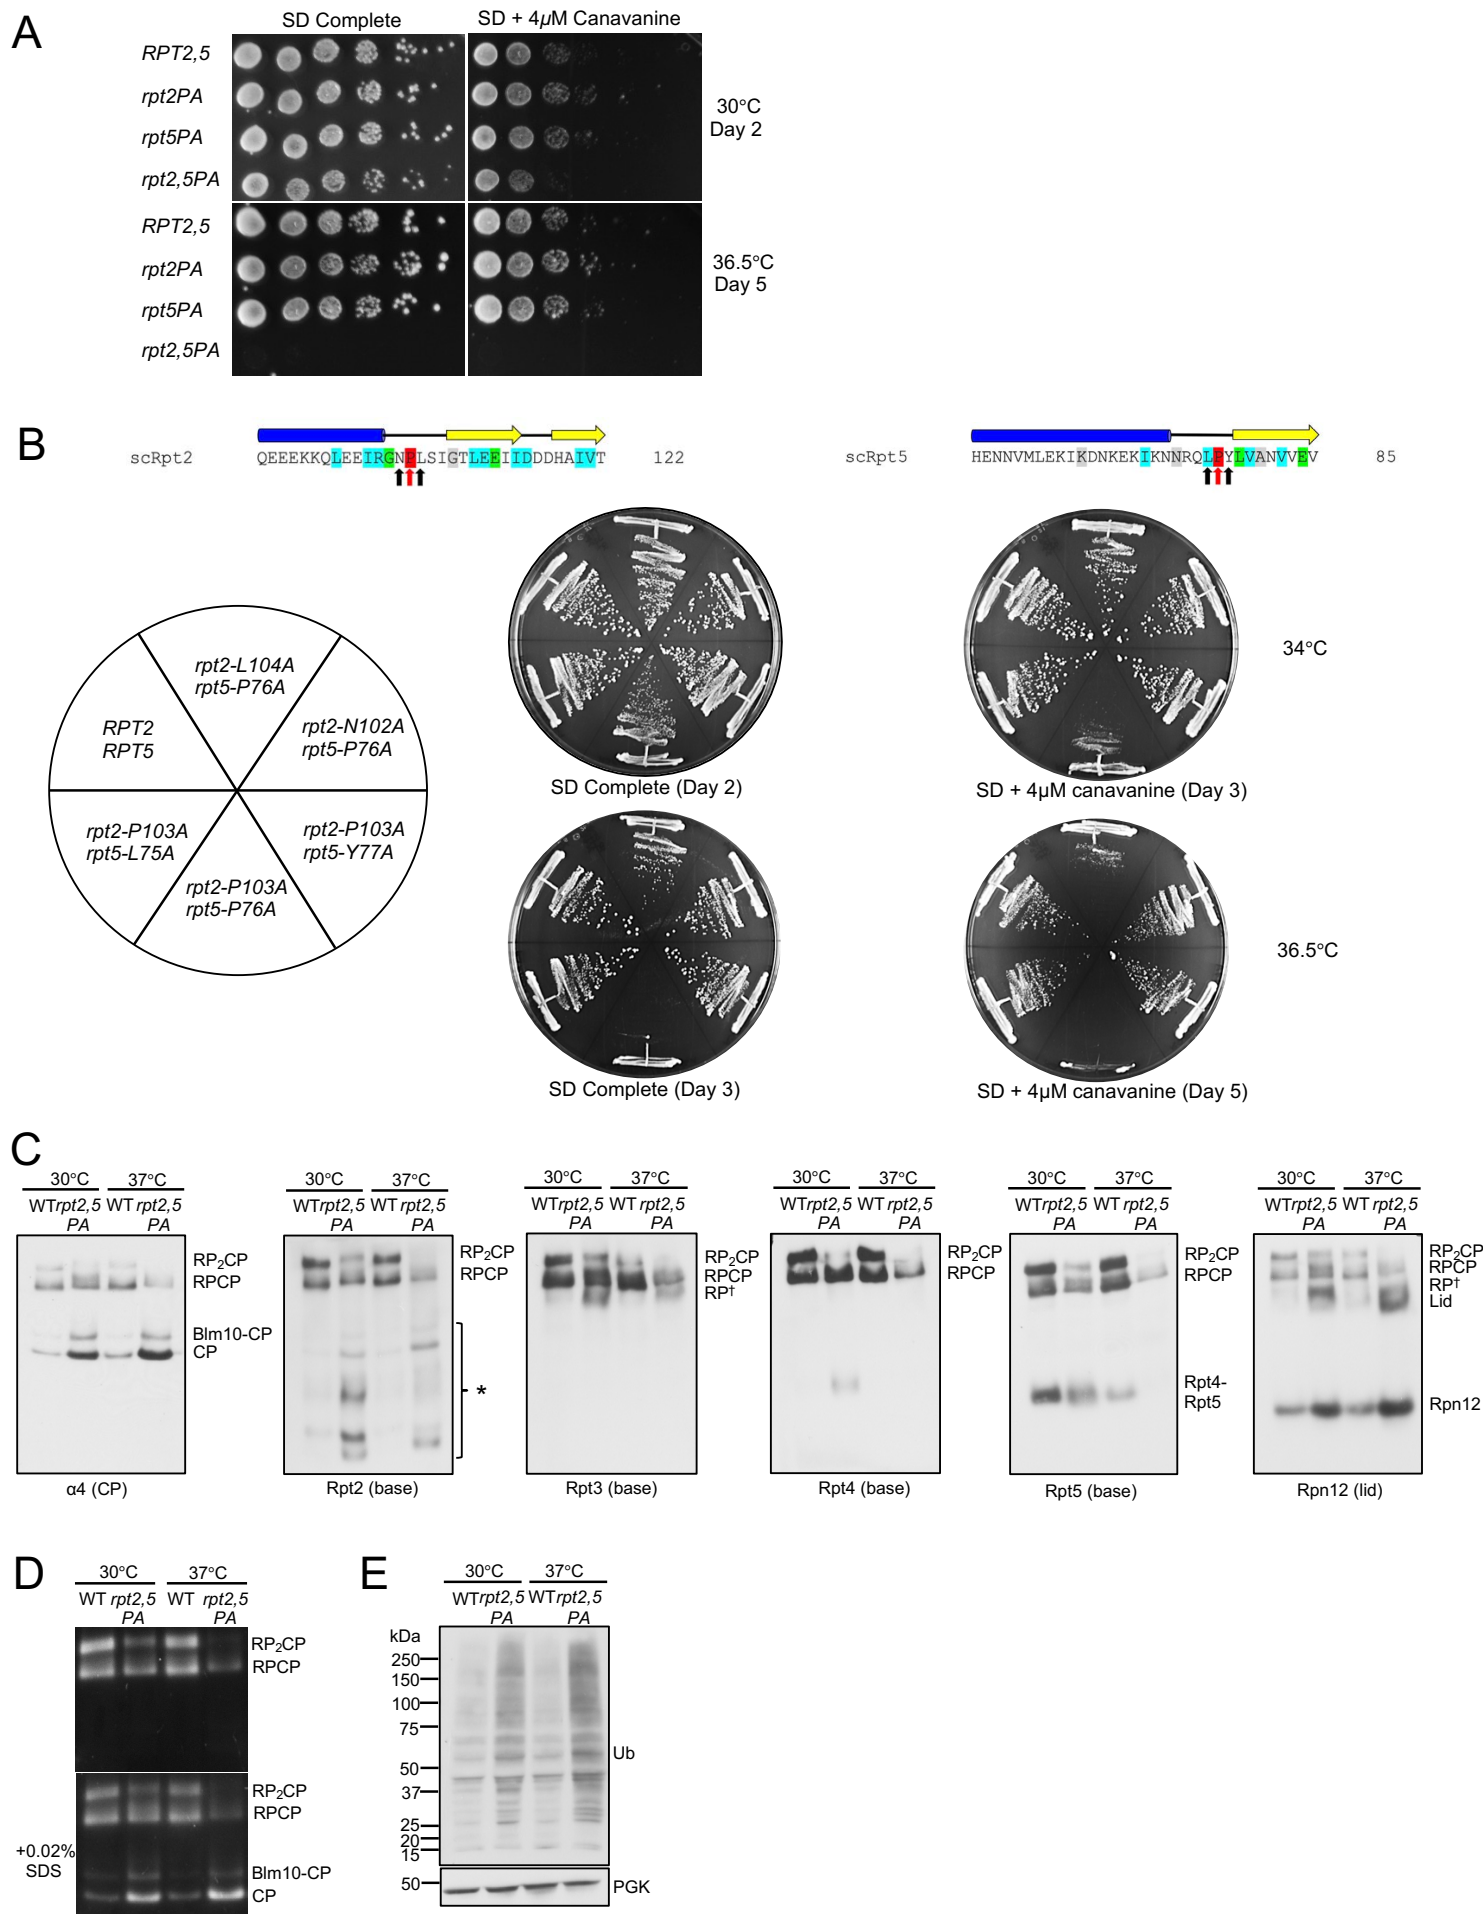 A
SD Complete
SD + 4µM Canavanine
RPT2,5
rpt2PA
rpt5PA
rpt2,5PA
30°C
Day 2
RPT2,5
rpt2PA
rpt5PA
rpt2,5PA
36.5°C
Day 5
B
scRpt2
QEEEKKQLEEIRGNPLSIGTLEEIIDDDHAIVT
122
scRpt5
HENNVMLEKIKDNKEKIKNNRQLPYLVANVVEV
85
rpt2-L104A
rpt5-P76A
RPT2
RPT5
rpt2-N102A
rpt5-P76A
rpt2-P103A
rpt5-L75A
rpt2-P103A
rpt5-Y77A
rpt2-P103A
rpt5-P76A
34°C
SD Complete (Day 2)
SD + 4µM canavanine (Day 3)
36.5°C
SD Complete (Day 3)
SD + 4µM canavanine (Day 5)
C
30°C 37°C
WT rpt2,5 PA WT rpt2,5 PA
RP₂CP
RPCP
Blm10-CP
CP
α4 (CP)
30°C 37°C
WT rpt2,5 PA WT rpt2,5 PA
RP₂CP
RPCP
*
Rpt2 (base)
30°C 37°C
WT rpt2,5 PA WT rpt2,5 PA
RP₂CP
RPCP
RP†
Rpt3 (base)
30°C 37°C
WT rpt2,5 PA WT rpt2,5 PA
RP₂CP
RPCP
Rpt4 (base)
30°C 37°C
WT rpt2,5 PA WT rpt2,5 PA
RP₂CP
RPCP
Rpt4-
Rpt5
Rpt5 (base)
30°C 37°C
WT rpt2,5 PA WT rpt2,5 PA
RP₂CP
RPCP
RP†
Lid
Rpn12
Rpn12 (lid)
D
30°C 37°C
WT rpt2,5 PA WT rpt2,5 PA
RP₂CP
RPCP
RP₂CP
RPCP
+0.02%
SDS
Blm10-CP
CP
E
30°C 37°C
WT rpt2,5 PA WT rpt2,5 PA
kDa
250
150
100
75
50
37
25
20
15
Ub
50
PGK